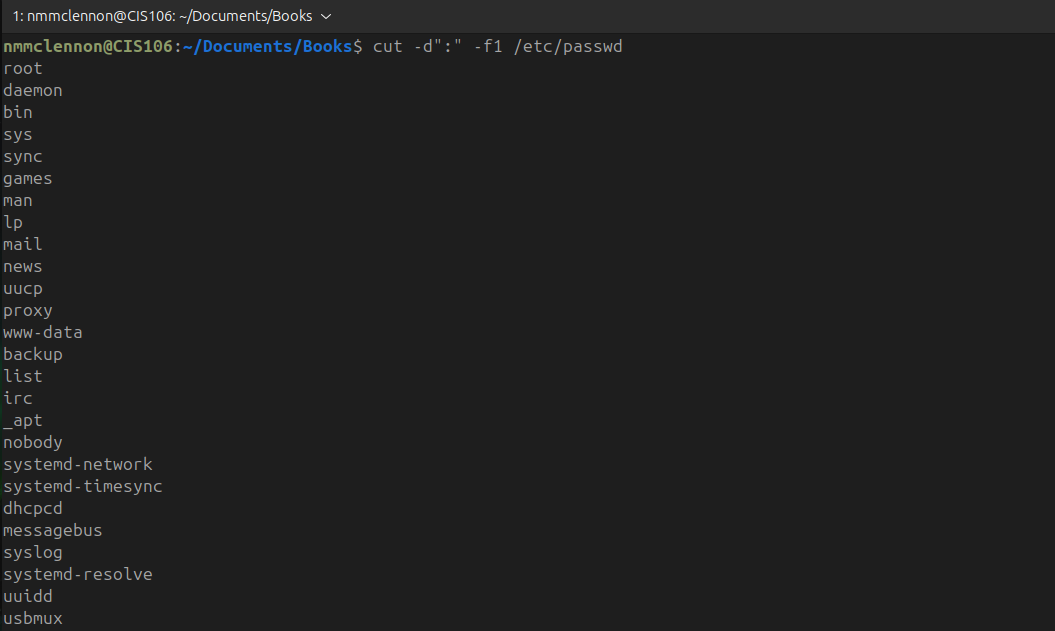 1: nmmclennon@CIS106: ~/Documents/Books
nmmclennon@CIS106:~/Documents/Books$ cut -d":" -f1 /etc/passwd
root
daemon
bin
sys
sync
games
man
lp
mail
news
uucp
proxy
www-data
backup
list
irc
_apt
nobody
systemd-network
systemd-timesync
dhcpcd
messagebus
syslog
systemd-resolve
uuidd
usbmux